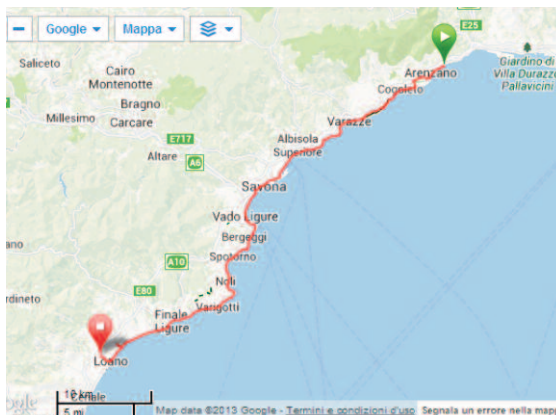 Google
Mappa
E25
Saliceto
Cairo
Montenotte
Giardino di
Villa Durazzo
Pallavicini
Arenzano
Cogoleto
Bragno
Millesimo
Carcare
Varazze
E717
Albisola
Superiore
Altare
A6
Savona
Vado Ligure
Bergeggi
A10
Spotorno
Noli
E80
Varigotti
Finale
Ligure
Loano
Ceriale
10 km
5 mi
Map data ©2013 Google - Termini e condizioni d'uso
Segnala un errore nella mapp